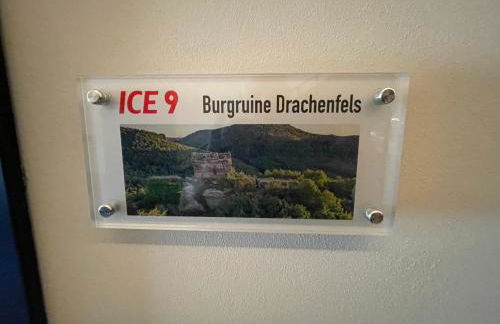 ICE 9 Burgruine Drachenfels